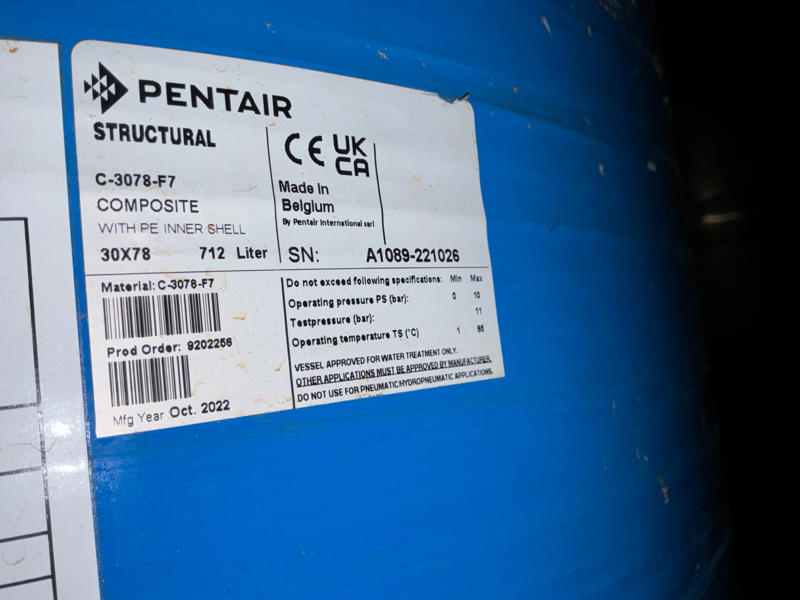 PENTAIR
STRUCTURAL
C-3078-F7
COMPOSITE
WITH PE INNER SHELL
30X78 712 Liter
CE UK CA
Made In
Belgium
By Pentair International sarl
SN: A1089-221026
Material: C-3078-F7
Prod Order: 9202256
Mfg Year Oct. 2022
Do not exceed following specifications: Min Max
Operating pressure PS (bar): 0 10
Testpressure (bar): 11
Operating temperature TS (°C) 1 65
VESSEL APPROVED FOR WATER TREATMENT ONLY.
OTHER APPLICATIONS MUST BE APPROVED BY MANUFACTURER.
DO NOT USE FOR PNEUMATIC/HYDROPNEUMATIC APPLICATIONS.